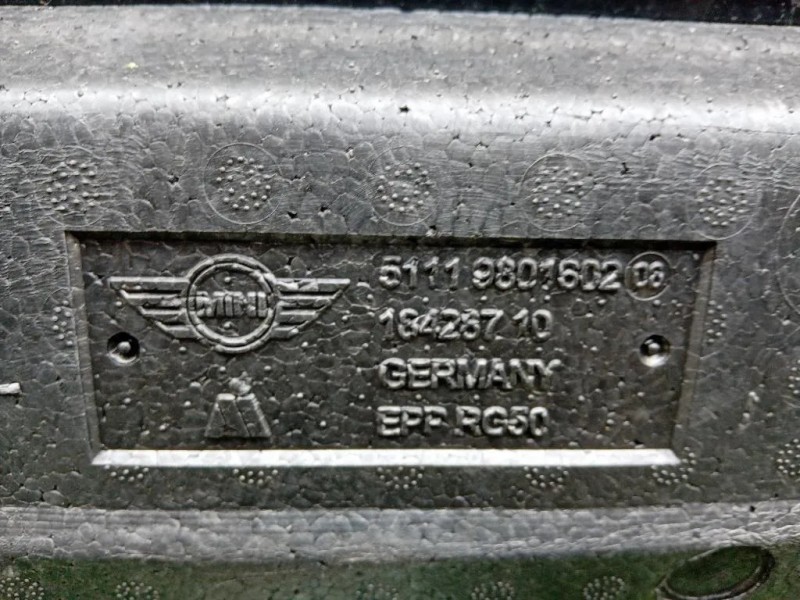 MINI
5111 9801602 06
184287 10
GERMANY
EPP RG50